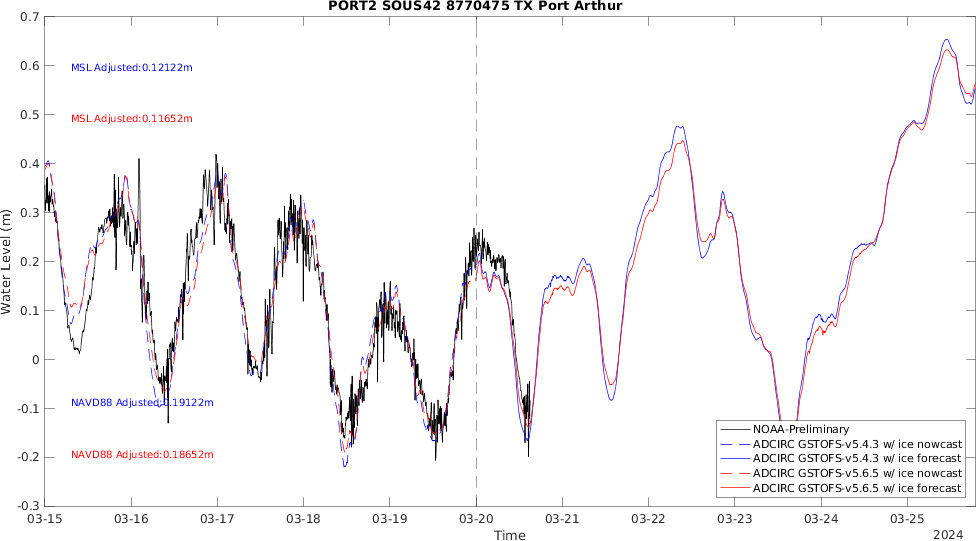 PORT2 SOUS42 8770475 TX Port Arthur
0.7
0.6
0.5
0.4
0.3
0.2
0.1
0
-0.1
-0.2
-0.3
Water Level (m)
MSL Adjusted:0.12122m
MSL Adjusted:0.11652m
NAVD88 Adjusted:0.19122m
NAVD88 Adjusted:0.18652m
NOAA-Preliminary
ADCIRC GSTOFS-v5.4.3 w/ ice nowcast
ADCIRC GSTOFS-v5.4.3 w/ ice forecast
ADCIRC GSTOFS-v5.6.5 w/ ice nowcast
ADCIRC GSTOFS-v5.6.5 w/ ice forecast
03-15 03-16 03-17 03-18 03-19 03-20 03-21 03-22 03-23 03-24 03-25
Time
2024